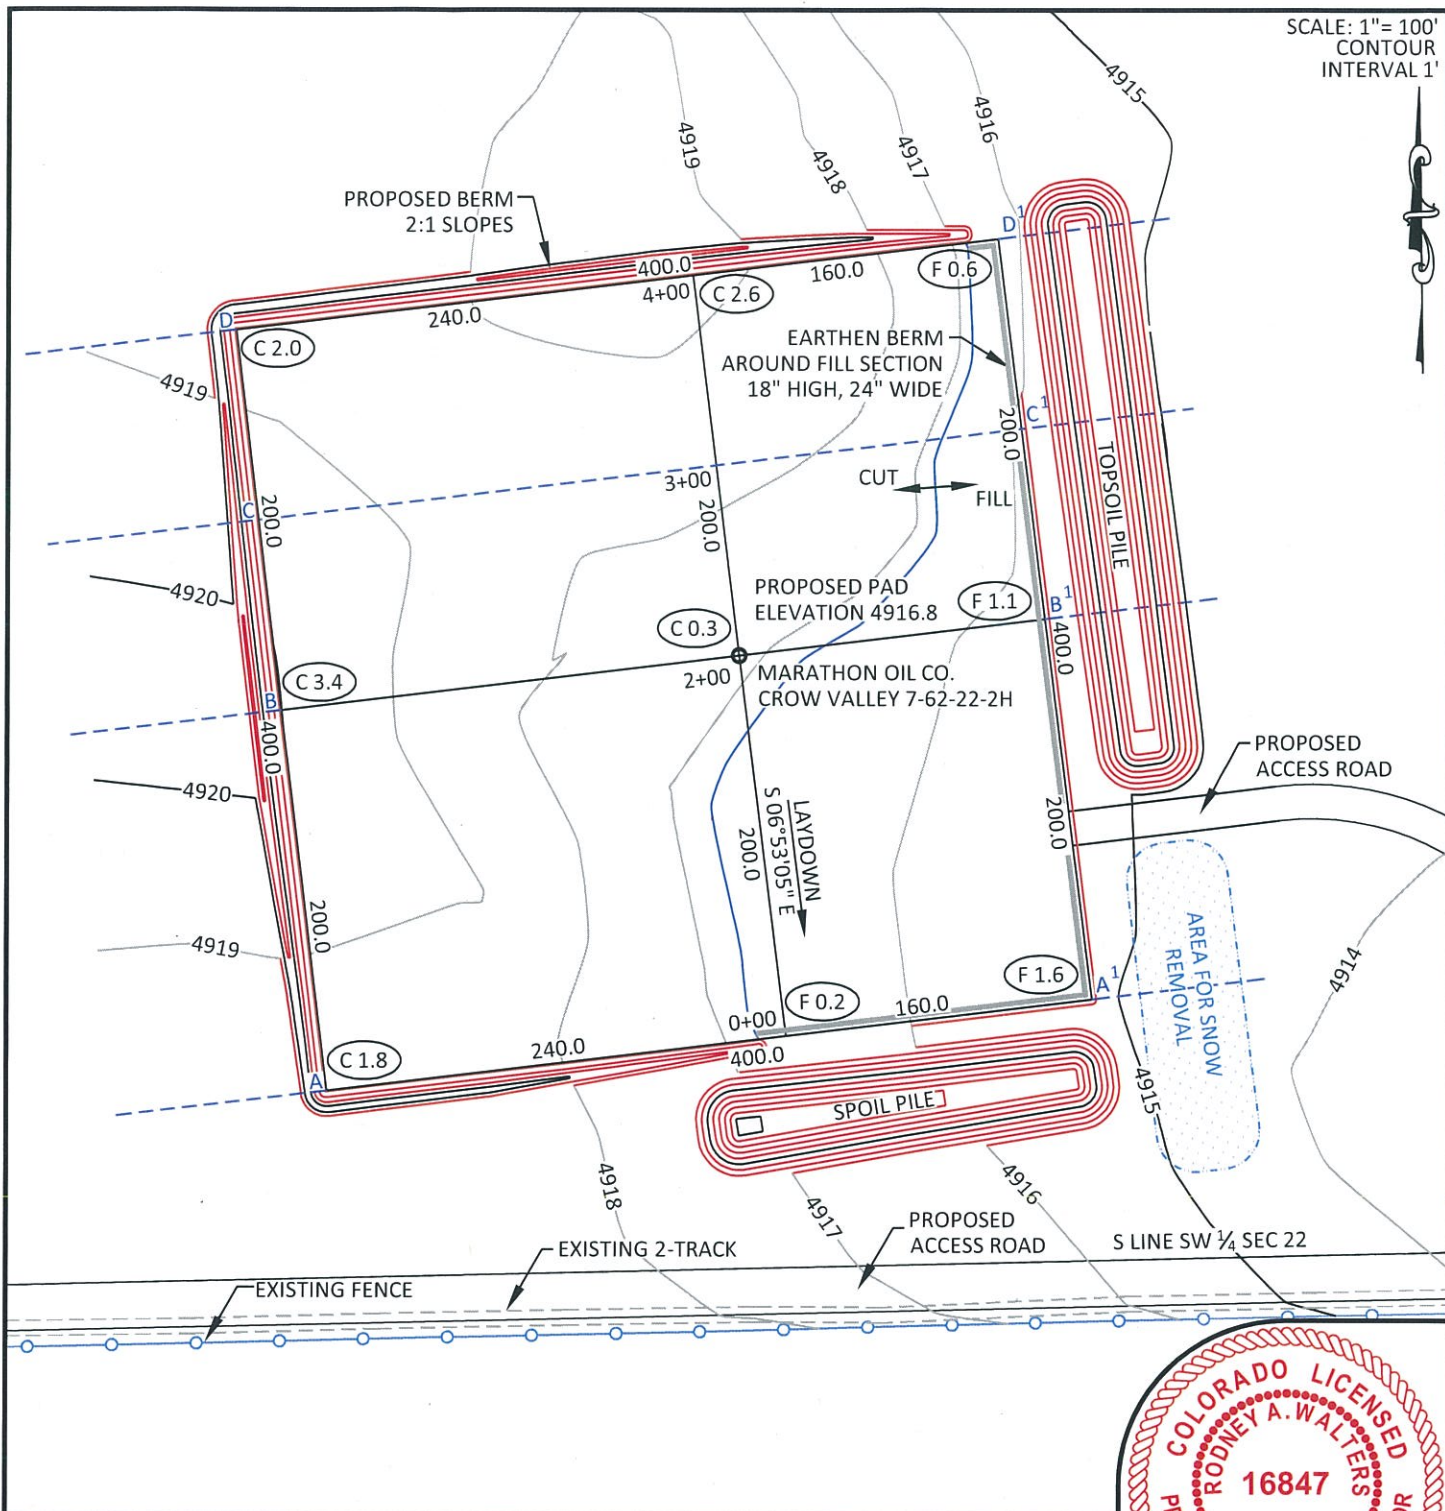 SCALE: 1"= 100'
CONTOUR
INTERVAL 1'
4915
4916
4917
4918
4919
PROPOSED BERM
2:1 SLOPES
D¹
400.0
160.0
F 0.6
4+00
C 2.6
240.0
D
C 2.0
EARTHEN BERM
AROUND FILL SECTION
18" HIGH, 24" WIDE
4919
C¹
200.0
TOPSOIL PILE
3+00
CUT
FILL
200.0
C
200.0
4920
PROPOSED PAD
ELEVATION 4916.8
F 1.1
B¹
C 0.3
400.0
C 3.4
2+00
MARATHON OIL CO.
CROW VALLEY 7-62-22-2H
B
400.0
PROPOSED
ACCESS ROAD
4920
LAYDOWN
S 06°53'05" E
200.0
200.0
200.0
4919
AREA FOR SNOW
REMOVAL
4914
F 1.6
A¹
F 0.2
160.0
0+00
400.0
240.0
C 1.8
A
4915
SPOIL PILE
4918
4917
4916
PROPOSED
ACCESS ROAD
S LINE SW ¼ SEC 22
EXISTING 2-TRACK
EXISTING FENCE
COLORADO LICENSED
RODNEY A. WALTERS
16847